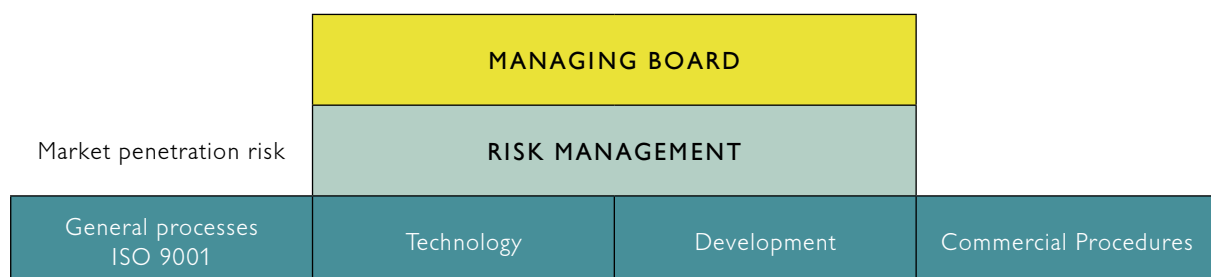 MANAGING BOARD
Market penetration risk
RISK MANAGEMENT
General processes
ISO 9001
Technology
Development
Commercial Procedures